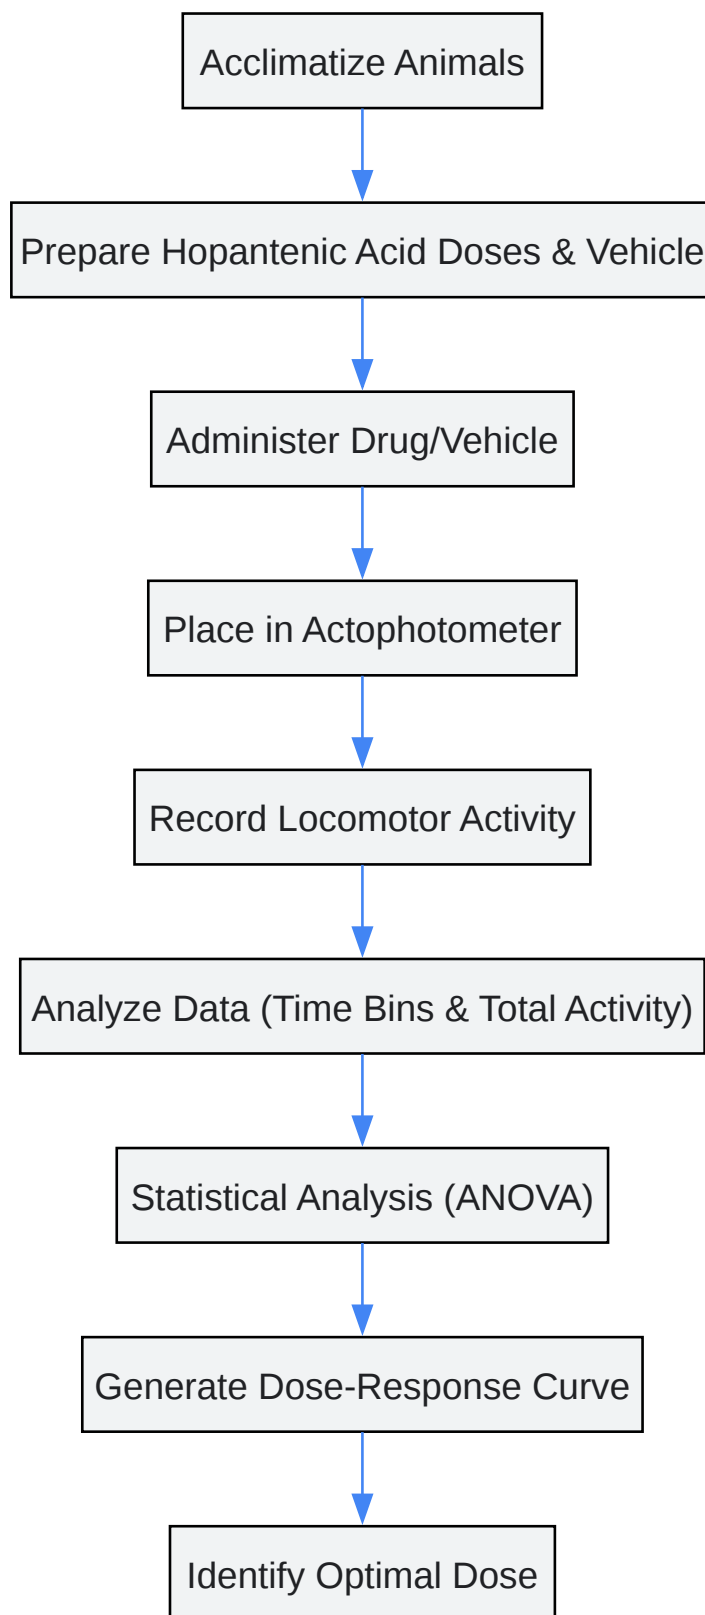 Acclimatize Animals
Prepare Hopantenic Acid Doses & Vehicle
Administer Drug/Vehicle
Place in Actophotometer
Record Locomotor Activity
Analyze Data (Time Bins & Total Activity)
Statistical Analysis (ANOVA)
Generate Dose-Response Curve
Identify Optimal Dose